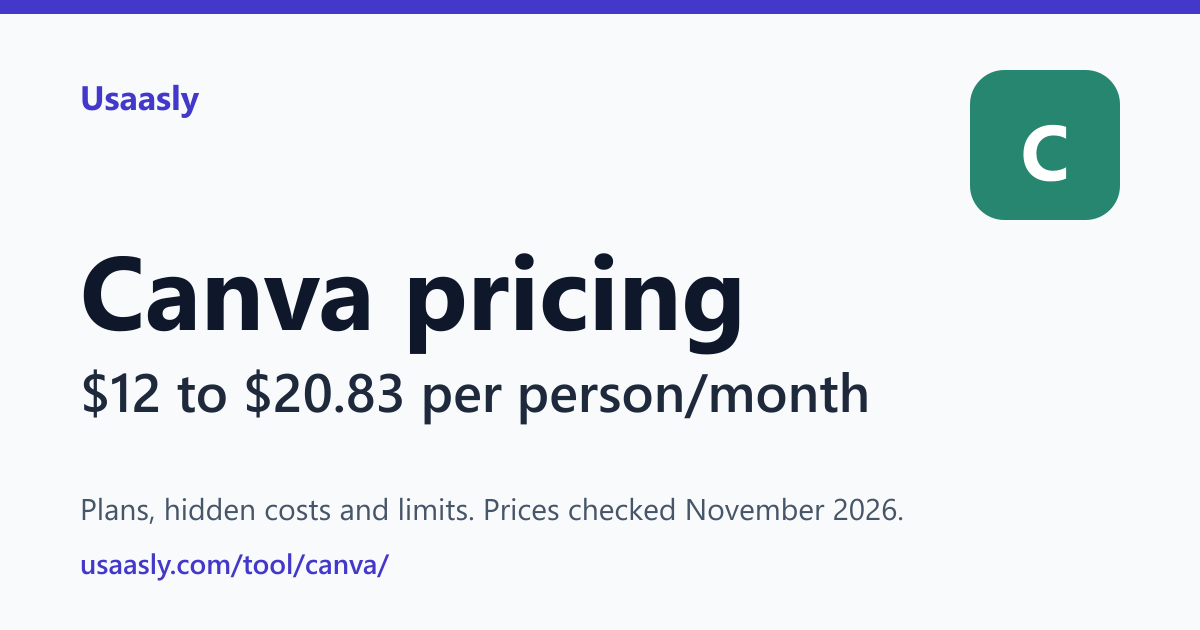 Usaasly
C
Canva pricing
$12 to $20.83 per person/month
Plans, hidden costs and limits. Prices checked November 2026.
usaasly.com/tool/canva/